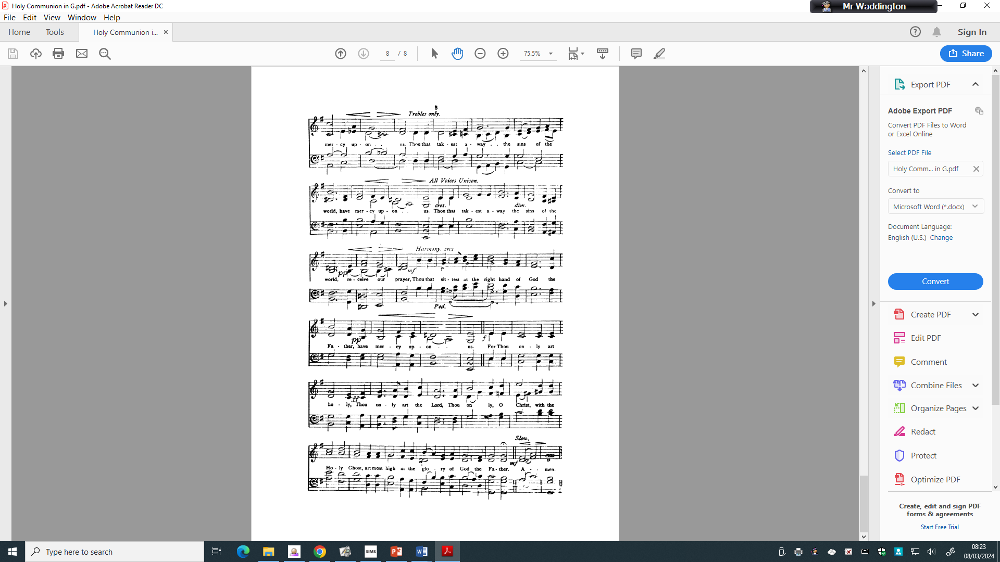 Holy Communion in G.pdf - Adobe Acrobat Reader DC
Mr Waddington
File Edit View Window Help
Home Tools Holy Communion i... Sign In
8 / 8 75.5% Share
8
Trebles only.
mer - cy up - on . . us. Thou that tak - est a - way . . the sins of the
All Voices Unison.
cres. dim.
world, have mer - cy up - on . . us. Thou that tak - est a - way the sins of the
Harmony. cres
pp mf
world, re - ceive our prayer, Thou that sit - test at the right hand of God the
Ped.
pp f
Fa - ther, have mer - cy up - on . . us. For Thou on - ly art
ff
ho - ly, Thou on - ly art the Lord, Thou on ly, O Christ, with the
Slow.
mf
Ho - ly Ghost, art most high in the glo - ry of God the Fa - ther. A - - men.
Export PDF
Adobe Export PDF
Convert PDF Files to Word
or Excel Online
Select PDF File
Holy Comm... in G.pdf
Convert to
Microsoft Word (*.docx)
Document Language:
English (U.S.) Change
Convert
Create PDF
Edit PDF
Comment
Combine Files
Organize Pages
Redact
Protect
Optimize PDF
Create, edit and sign PDF
forms & agreements
Start Free Trial
Type here to search
SIMS
08:23
08/03/2024